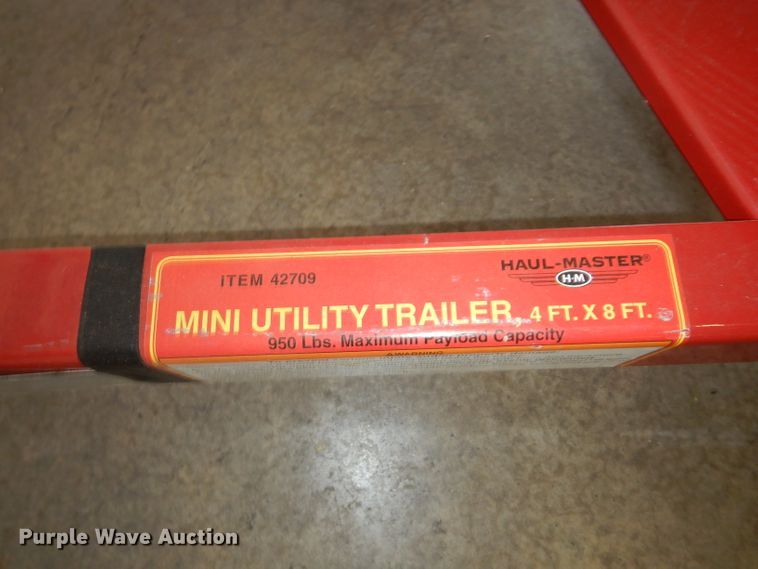 ITEM 42709
HAUL-MASTER®
H-M
MINI UTILITY TRAILER, 4 FT. X 8 FT.
950 Lbs. Maximum Payload Capacity
WARNING
Purple Wave Auction